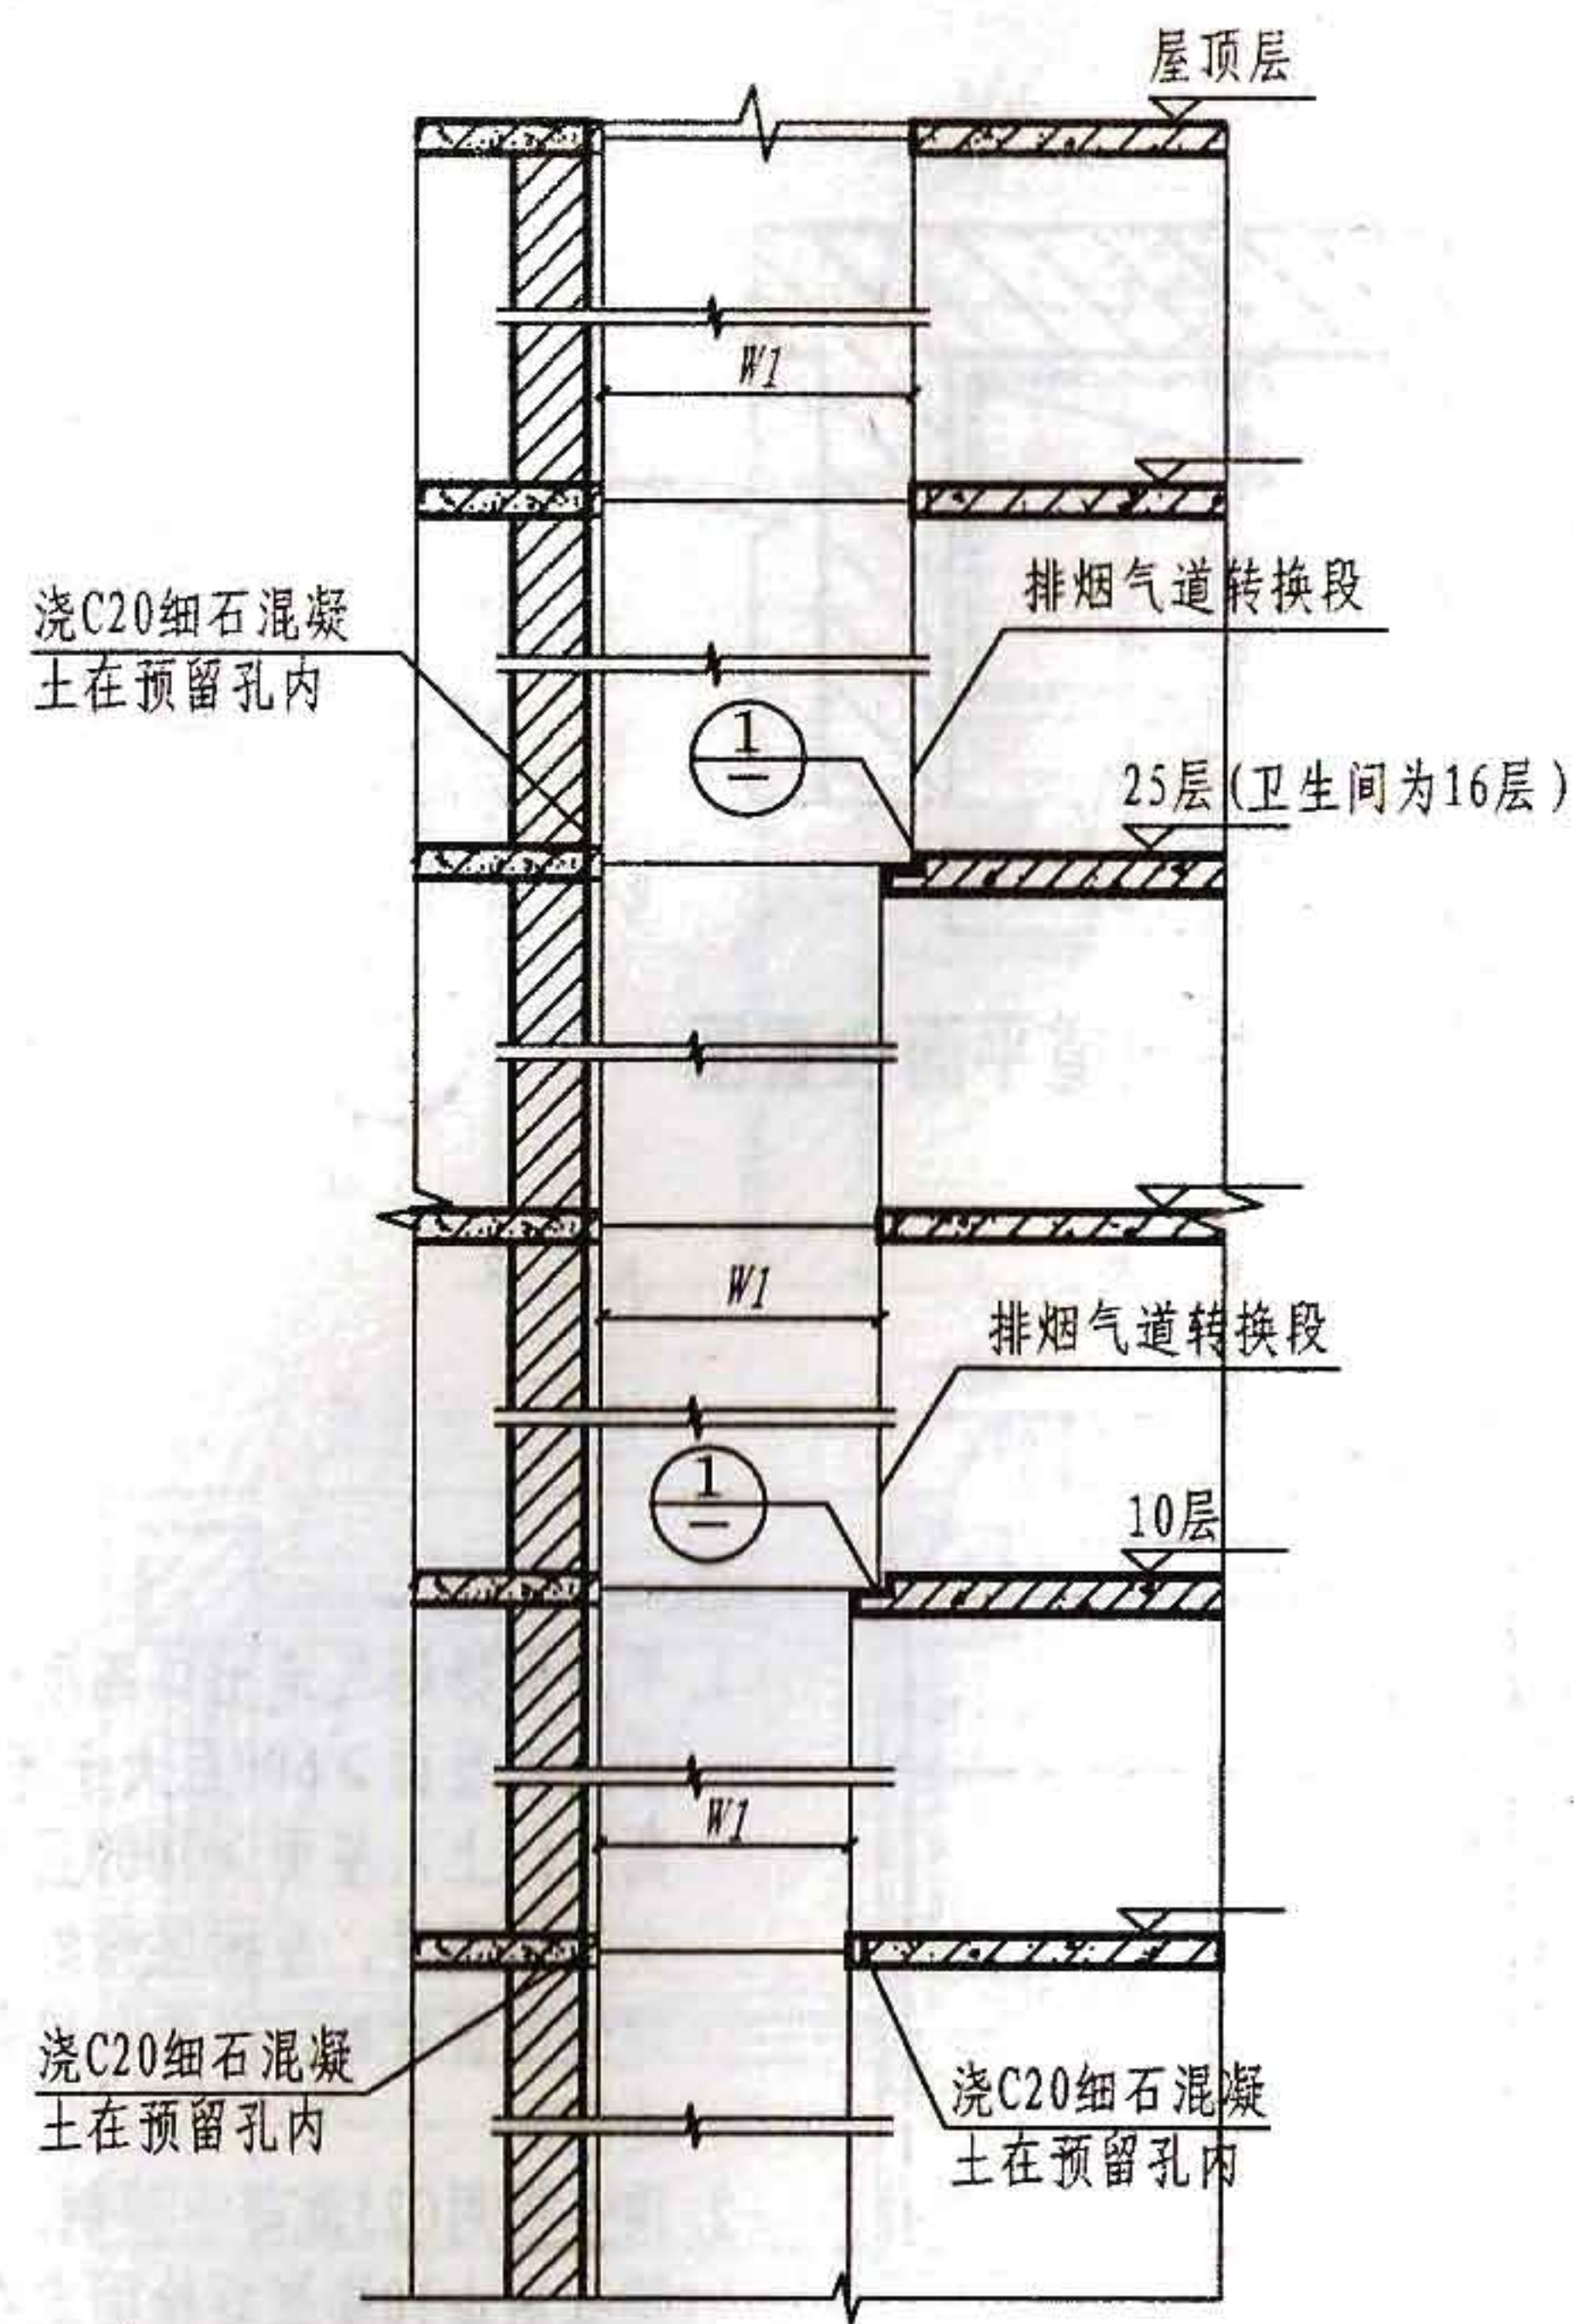 屋顶层
W1
排烟气道转换段
浇C20细石混凝
土在预留孔内
1
25层(卫生间为16层)
W1
排烟气道转换段
1
10层
W1
浇C20细石混凝
土在预留孔内
浇C20细石混凝
土在预留孔内